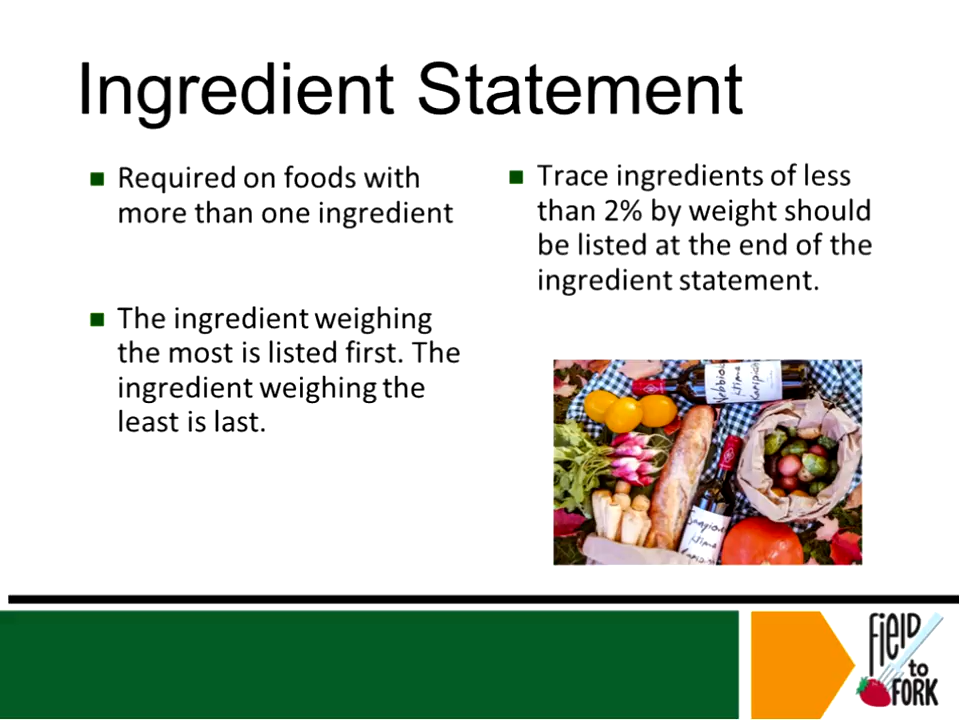 Ingredient Statement
Required on foods with
more than one ingredient
The ingredient weighing
the most is listed first. The
ingredient weighing the
least is last.
Trace ingredients of less
than 2% by weight should
be listed at the end of the
ingredient statement.
FiELD
to
FORK